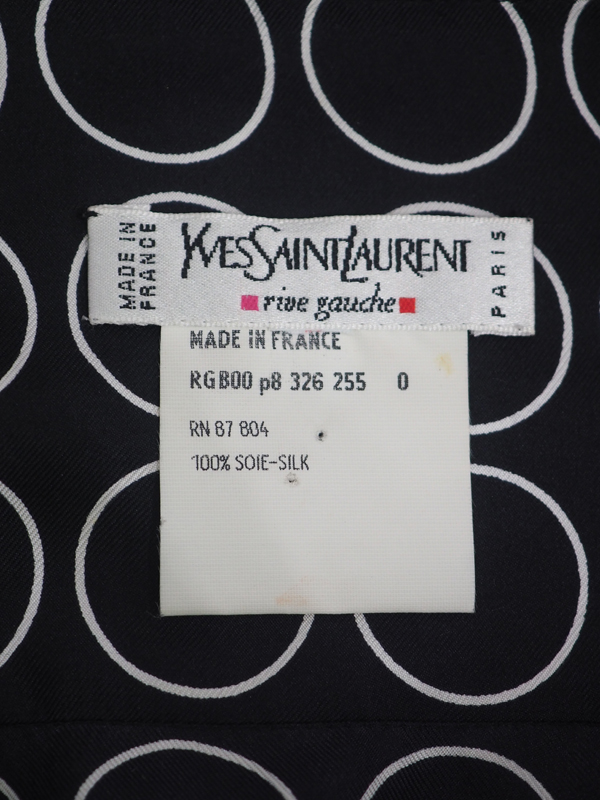 MADE IN
FRANCE
YVES SAINT LAURENT
rive gauche
PARIS
MADE IN FRANCE
RGB00 p8 326 255 0
RN 87 804
100% SOIE-SILK